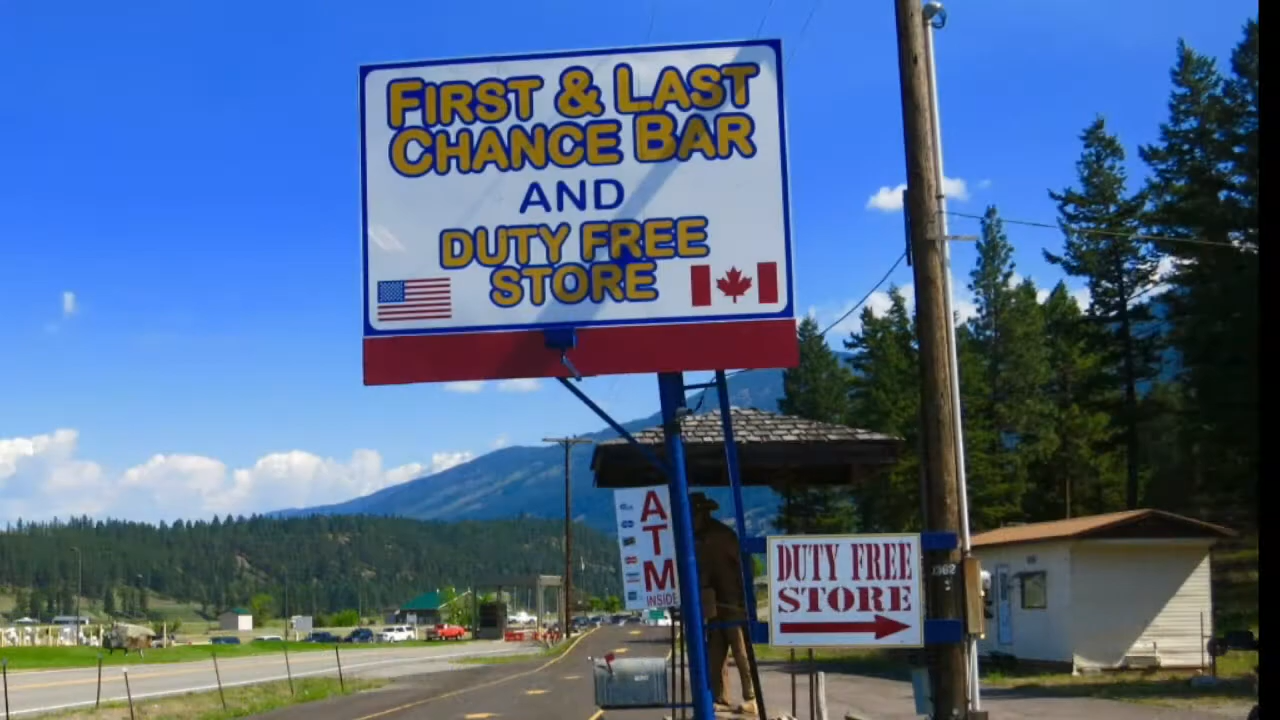 FIRST & LAST
CHANCE BAR
AND
DUTY FREE
STORE
ATM
INSIDE
DUTY FREE
STORE